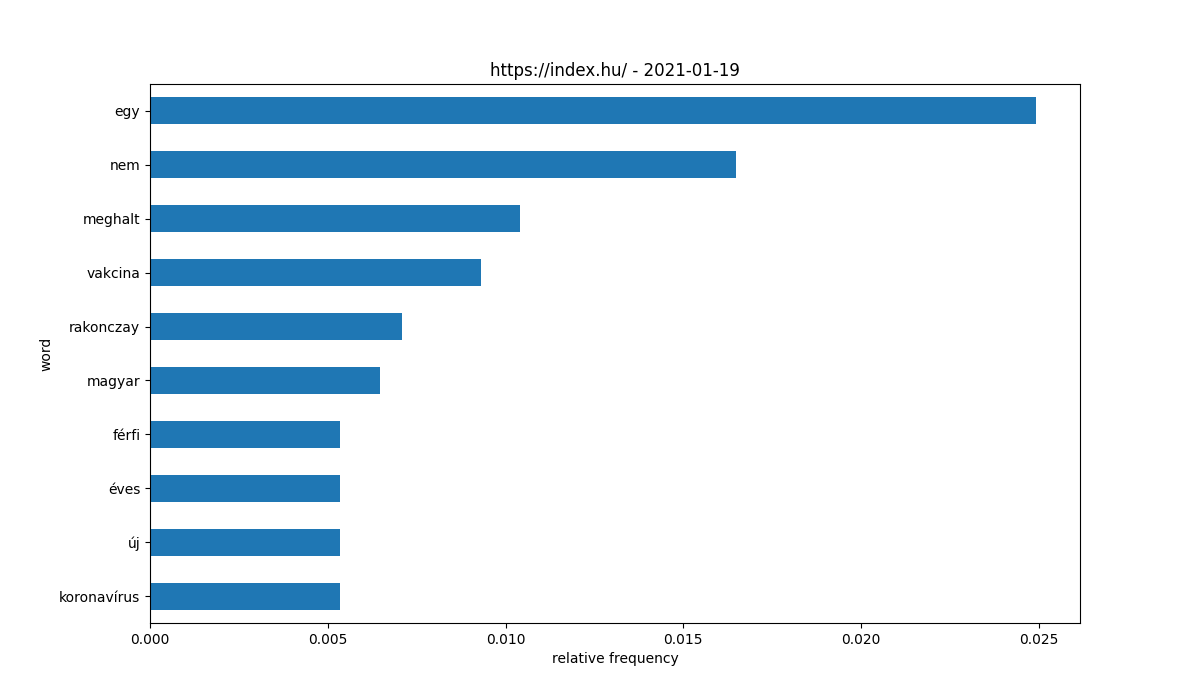 https://index.hu/ - 2021-01-19
egy
nem
meghalt
vakcina
rakonczay
magyar
férfi
éves
új
koronavírus
word
0.000 0.005 0.010 0.015 0.020 0.025
relative frequency